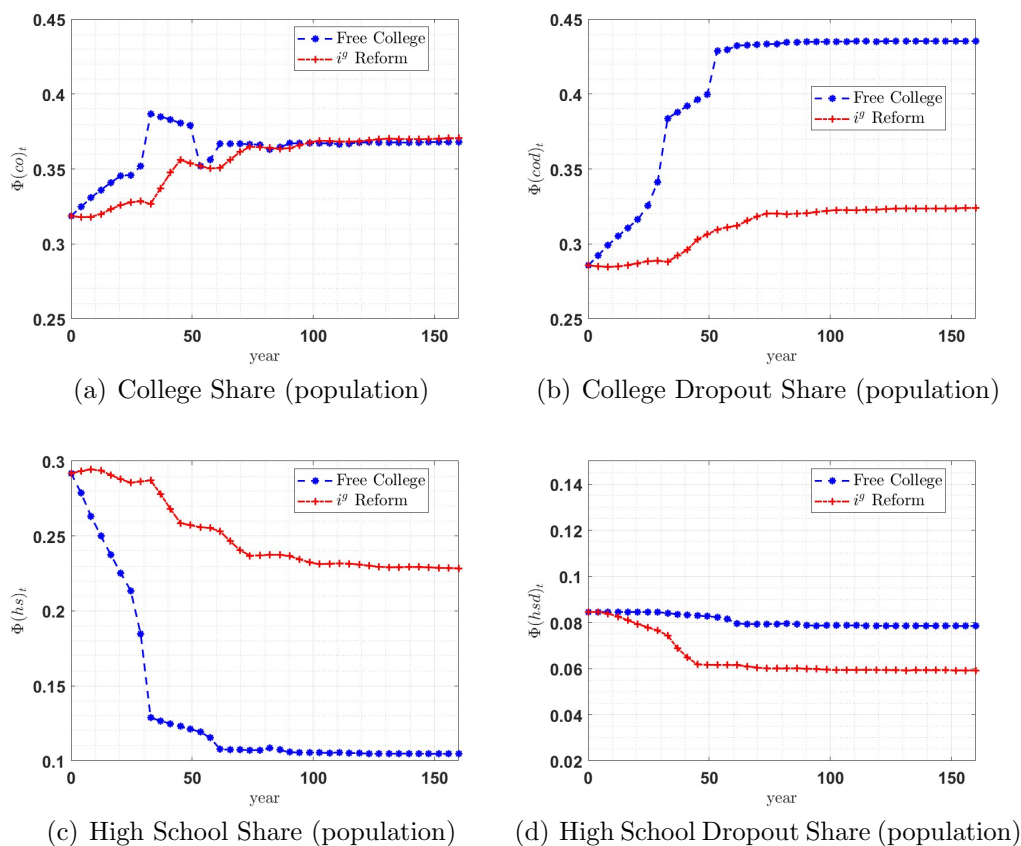 0.45
0.4
0.35
0.3
0.25
Φ(co)t
0 50 100 150
year
Free College
i^g Reform
(a) College Share (population)
0.45
0.4
0.35
0.3
0.25
Φ(cod)t
0 50 100 150
year
Free College
i^g Reform
(b) College Dropout Share (population)
0.3
0.25
0.2
0.15
0.1
Φ(hs)t
0 50 100 150
year
Free College
i^g Reform
(c) High School Share (population)
0.14
0.12
0.1
0.08
0.06
0.04
0.02
Φ(hsd)t
0 50 100 150
year
Free College
i^g Reform
(d) High School Dropout Share (population)